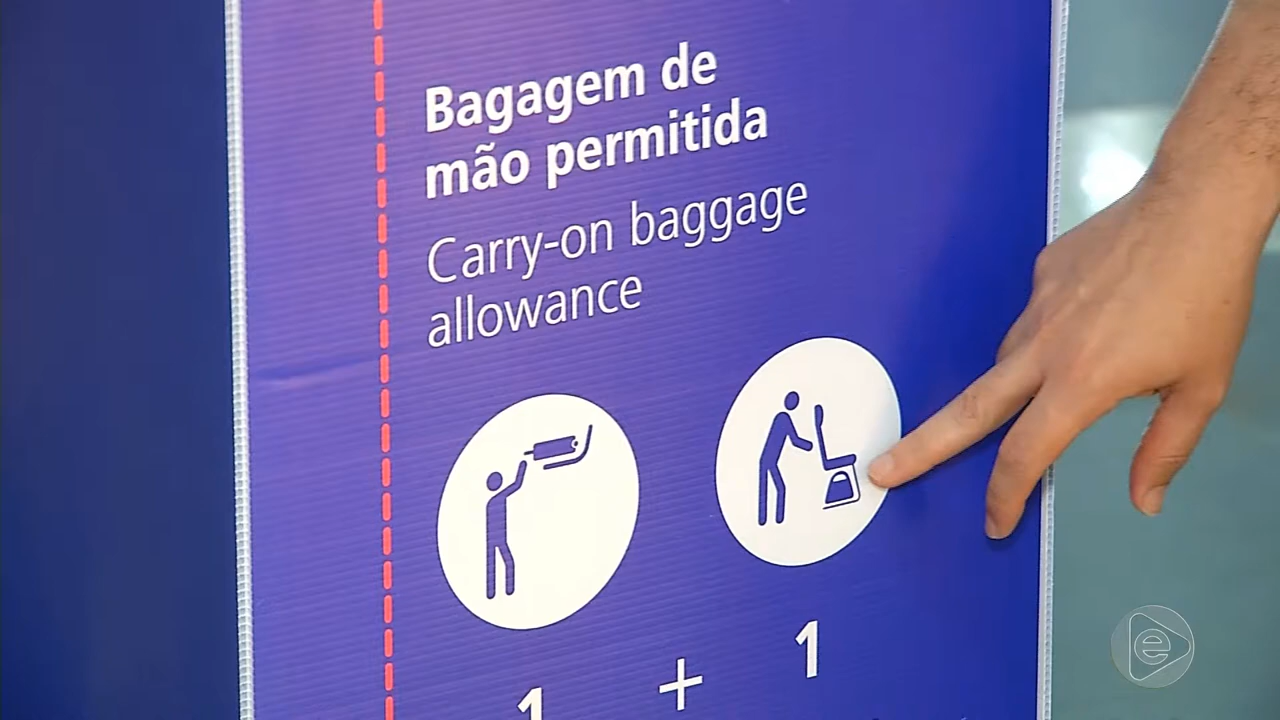 Bagagem de
mão permitida
Carry-on baggage
allowance
1 + 1
e